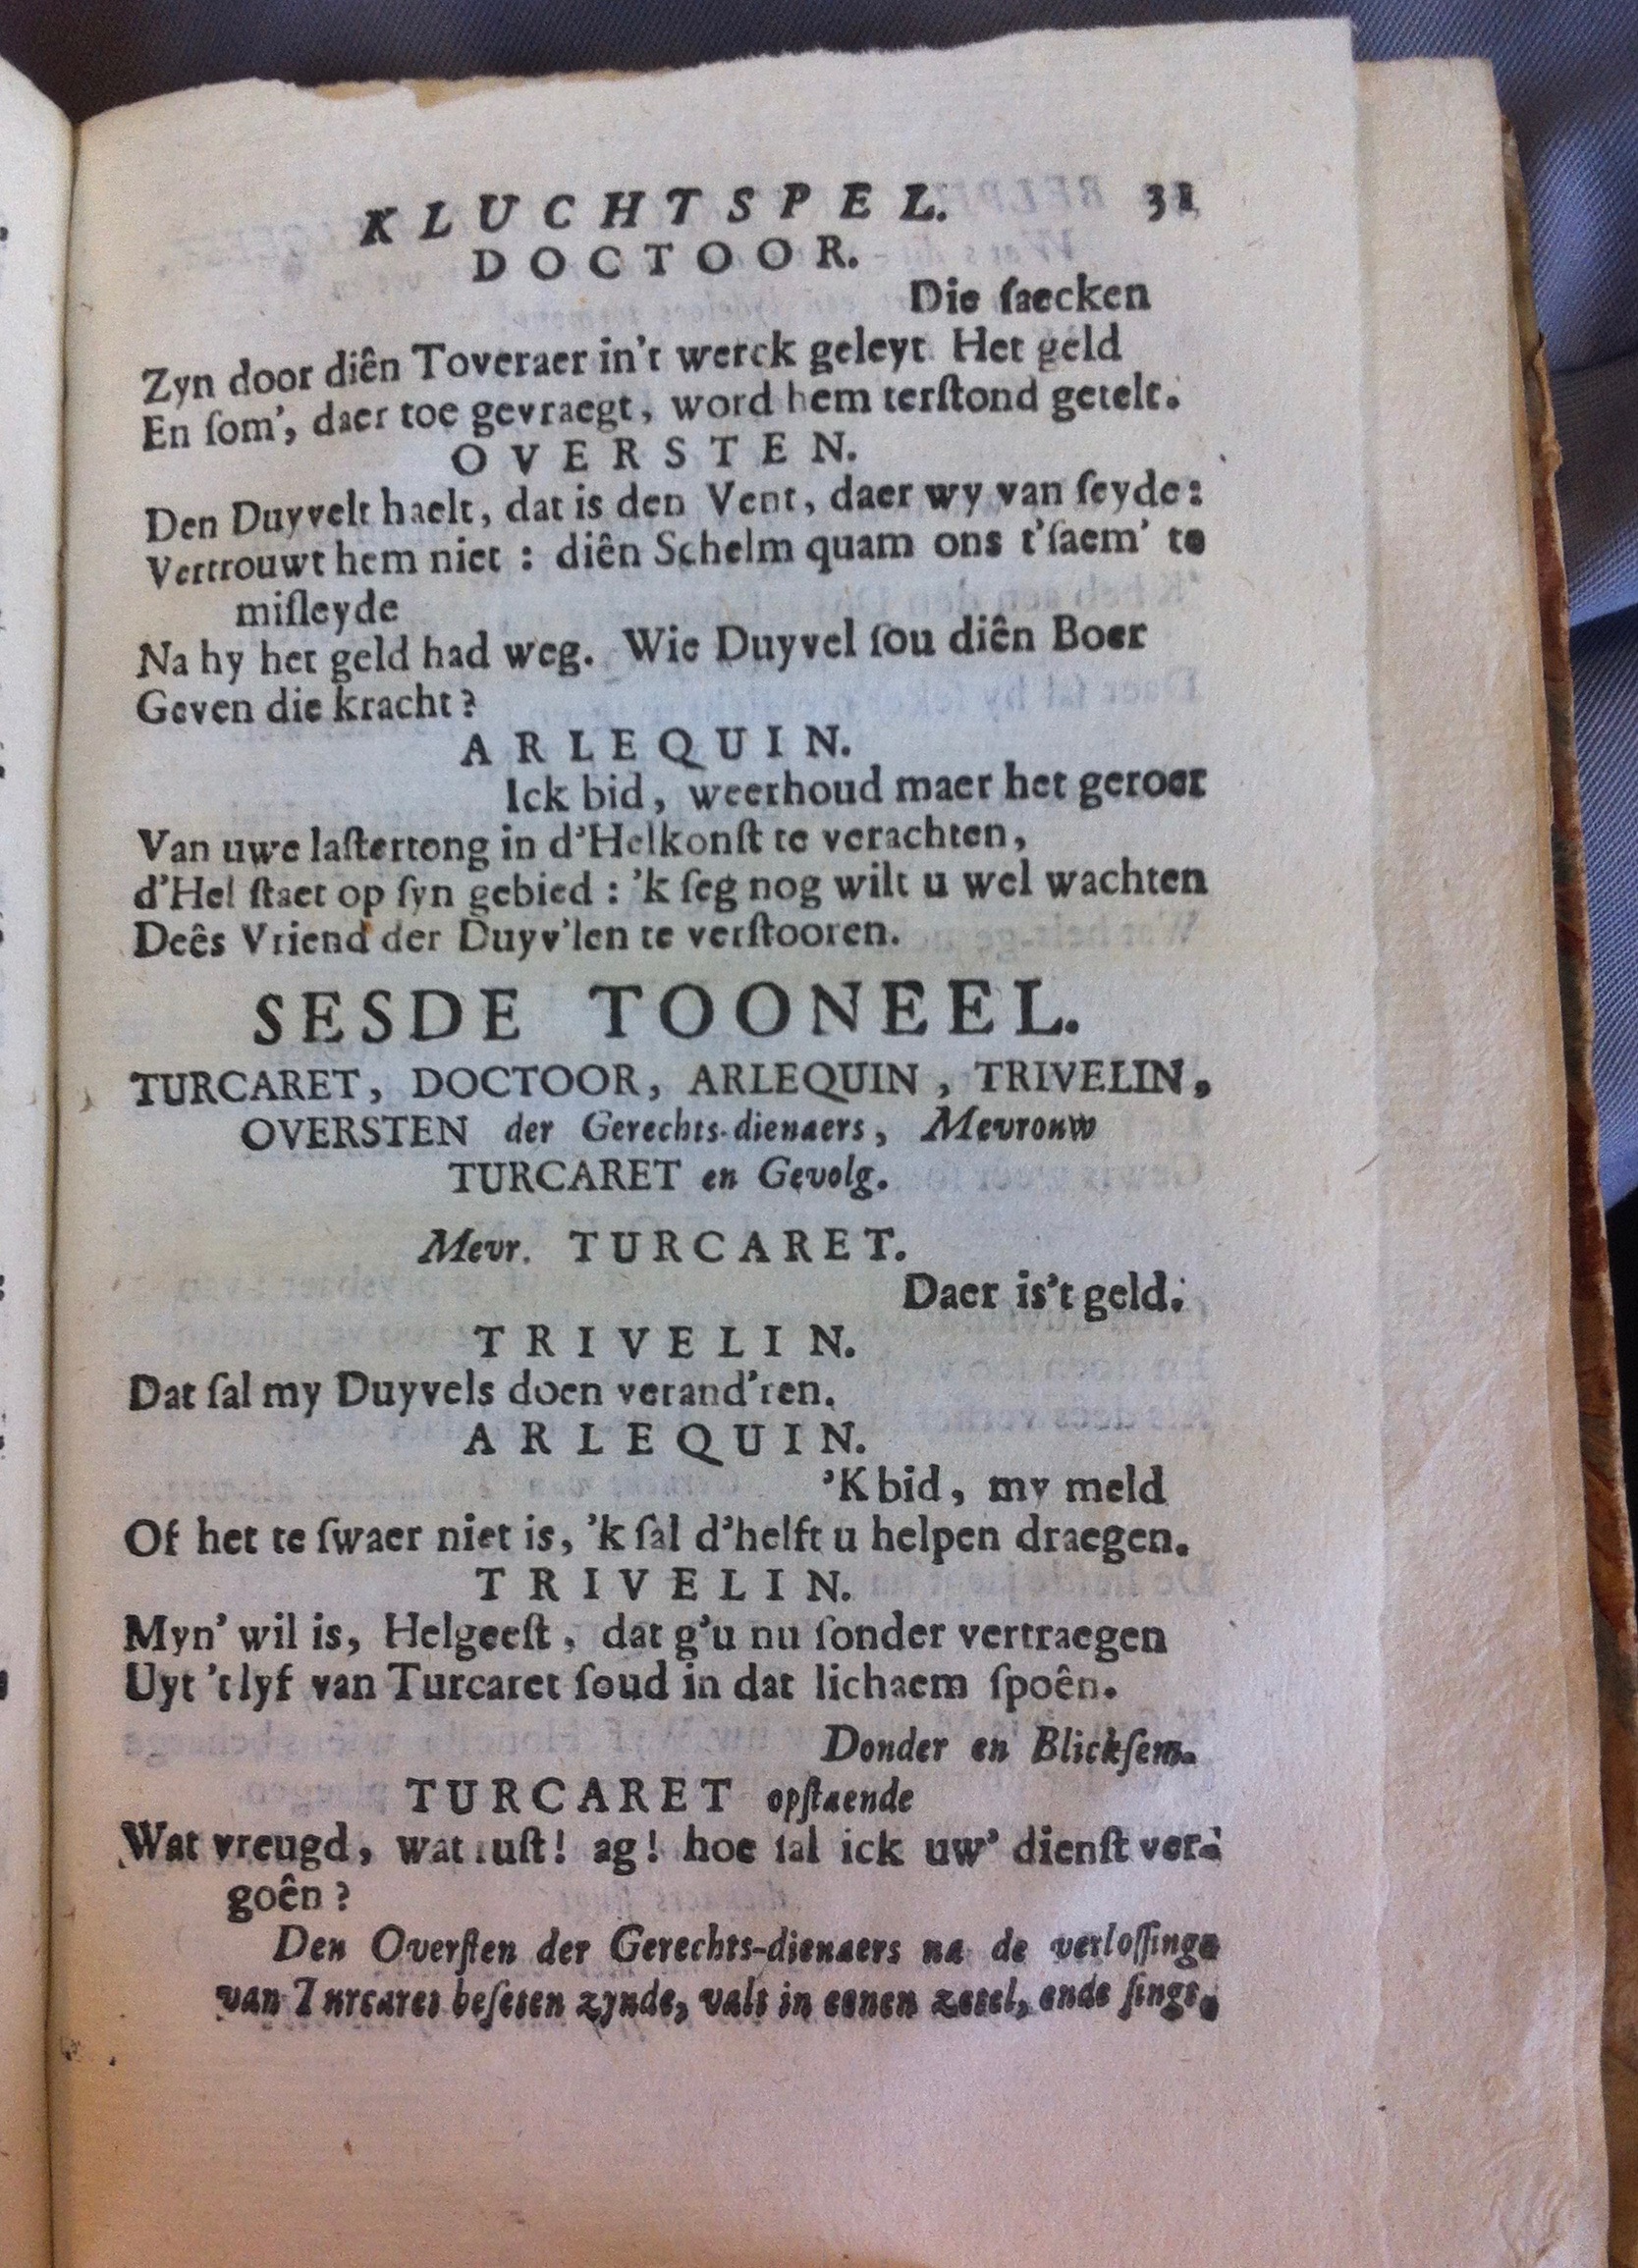 KLUCHTSPEL. 31
DOCTOOR.
Die ſaecken
Zyn door diên Toveraer in't werck geleyt. Het geld
En ſom', daer toe gevraegt, word hem terſtond getelt.
OVERSTEN.
Den Duyvelt haelt, dat is den Vent, daer wy van ſeyde:
Vertrouwt hem niet : diên Schelm quam ons t'ſaem' te
miſleyde
Na hy het geld had weg. Wie Duyvel ſou diên Boer
Geven die kracht?
ARLEQUIN.
Ick bid, weerhoud maer het geroer
Van uwe laſtertong in d'Helkonſt te verachten,
d'Hel ſtaet op ſyn gebied : 'k ſeg nog wilt u wel wachten
Deês Vriend der Duyv'len te verſtooren.
SESDE TOONEEL.
TURCARET, DOCTOOR, ARLEQUIN, TRIVELIN,
OVERSTEN der Gerechts-dienaers, Mevrouw
TURCARET en Gevolg.
Mevr. TURCARET.
Daer is't geld.
TRIVELIN.
Dat ſal my Duyvels doen verand'ren.
ARLEQUIN.
'K bid, my meld
Of het te ſwaer niet is, 'k ſal d'helft u helpen draegen.
TRIVELIN.
Myn' wil is, Helgeeſt, dat g'u nu ſonder vertraegen
Uyt 't lyf van Turcaret ſoud in dat lichaem ſpoên.
Donder en Blickſem.
TURCARET opſtaende
Wat vreugd, wat ruſt! ag! hoe ſal ick uw' dienſt ver-
goên?
Den Overſten der Gerechts-dienaers na de verloſſinge
van Turcaret beſeten zynde, valt in eenen zetel, ende ſingt.